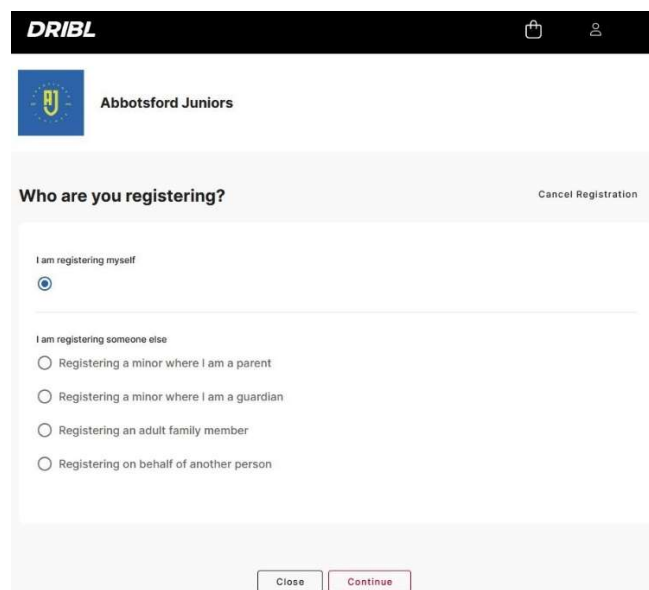 DRIBL
AJ
Abbotsford Juniors
Who are you registering?
Cancel Registration
I am registering myself
I am registering someone else
Registering a minor where I am a parent
Registering a minor where I am a guardian
Registering an adult family member
Registering on behalf of another person
Close
Continue